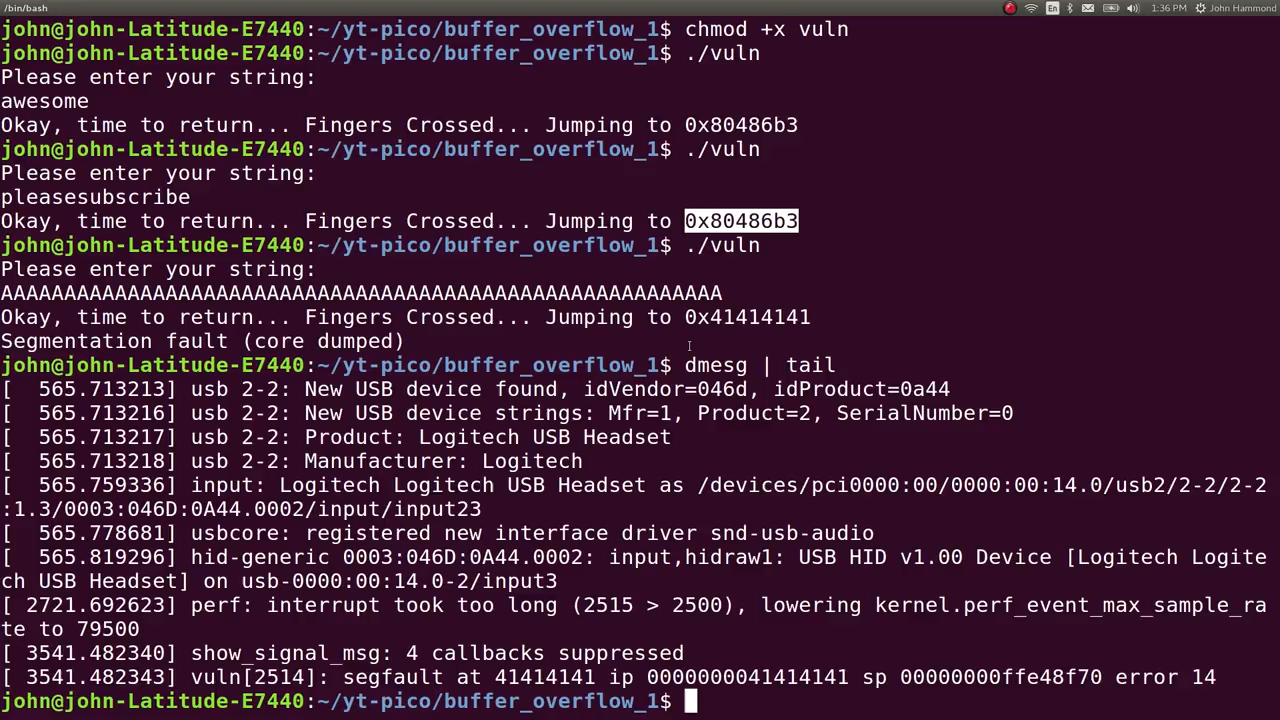 /bin/bash
En
1:36 PM
John Hammond
john@john-Latitude-E7440:~/yt-pico/buffer_overflow_1$ chmod +x vuln
john@john-Latitude-E7440:~/yt-pico/buffer_overflow_1$ ./vuln
Please enter your string:
awesome
Okay, time to return... Fingers Crossed... Jumping to 0x80486b3
john@john-Latitude-E7440:~/yt-pico/buffer_overflow_1$ ./vuln
Please enter your string:
pleasesubscribe
Okay, time to return... Fingers Crossed... Jumping to 0x80486b3
john@john-Latitude-E7440:~/yt-pico/buffer_overflow_1$ ./vuln
Please enter your string:
AAAAAAAAAAAAAAAAAAAAAAAAAAAAAAAAAAAAAAAAAAAAAAAAAAAAAAAAA
Okay, time to return... Fingers Crossed... Jumping to 0x41414141
Segmentation fault (core dumped)
john@john-Latitude-E7440:~/yt-pico/buffer_overflow_1$ dmesg | tail
[  565.713213] usb 2-2: New USB device found, idVendor=046d, idProduct=0a44
[  565.713216] usb 2-2: New USB device strings: Mfr=1, Product=2, SerialNumber=0
[  565.713217] usb 2-2: Product: Logitech USB Headset
[  565.713218] usb 2-2: Manufacturer: Logitech
[  565.759336] input: Logitech Logitech USB Headset as /devices/pci0000:00/0000:00:14.0/usb2/2-2/2-2
:1.3/0003:046D:0A44.0002/input/input23
[  565.778681] usbcore: registered new interface driver snd-usb-audio
[  565.819296] hid-generic 0003:046D:0A44.0002: input,hidraw1: USB HID v1.00 Device [Logitech Logite
ch USB Headset] on usb-0000:00:14.0-2/input3
[ 2721.692623] perf: interrupt took too long (2515 > 2500), lowering kernel.perf_event_max_sample_ra
te to 79500
[ 3541.482340] show_signal_msg: 4 callbacks suppressed
[ 3541.482343] vuln[2514]: segfault at 41414141 ip 0000000041414141 sp 00000000ffe48f70 error 14
john@john-Latitude-E7440:~/yt-pico/buffer_overflow_1$